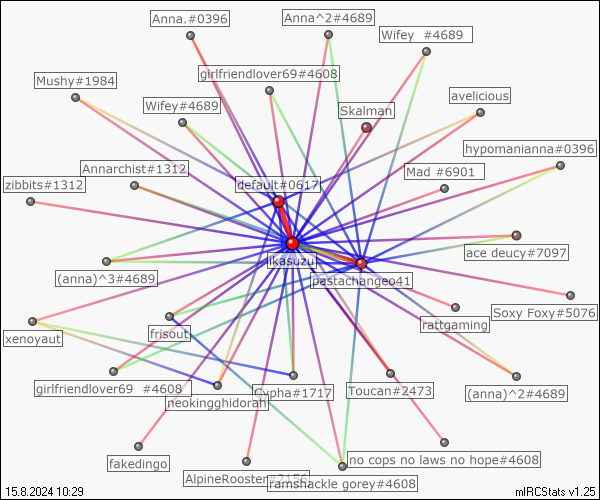 Anna.#0396
Anna^2#4689
Wifey  #4689
girlfriendlover69#4608
Mushy#1984
Wifey#4689
Skalman
avelicious
hypomanianna#0396
Annarchist#1312
Mad #6901
zibbits#1312
default#0617
ikasuzu
ace deucy#7097
(anna)^3#4689
pastachangeo41
Soxy Foxy#5076
rattgaming
frisout
xenoyaut
girlfriendlover69  #4608
Cypha#1717
Toucan#2473
(anna)^2#4689
neokingghidorah
fakedingo
no cops no laws no hope#4608
AlpineRooster#2156
ramshackle gorey#4608
15.8.2024 10:29
mIRCStats v1.25